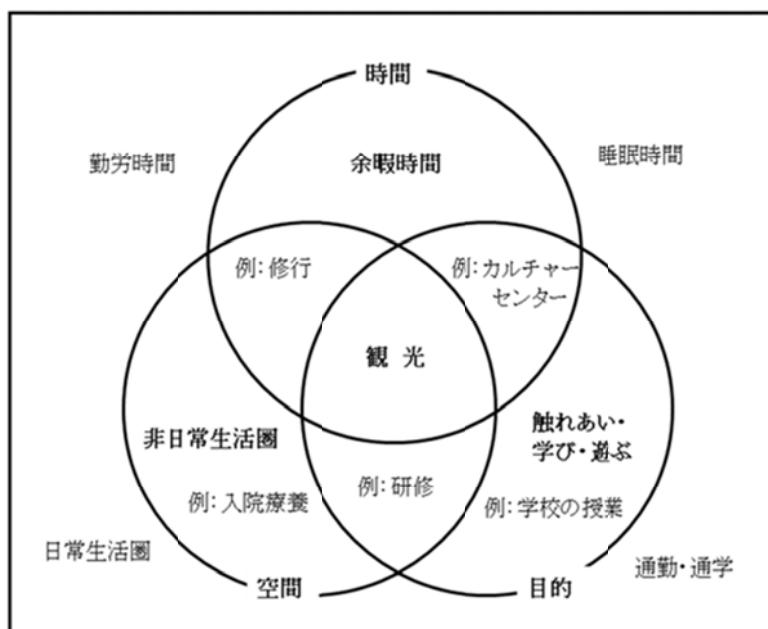 時間
勤労時間
余暇時間
睡眠時間
例：修行
例：カルチャー
センター
観 光
非日常生活圏
触れあい・
学び・遊ぶ
例：入院療養
例：研修
例：学校の授業
日常生活圏
空間
目的
通勤・通学